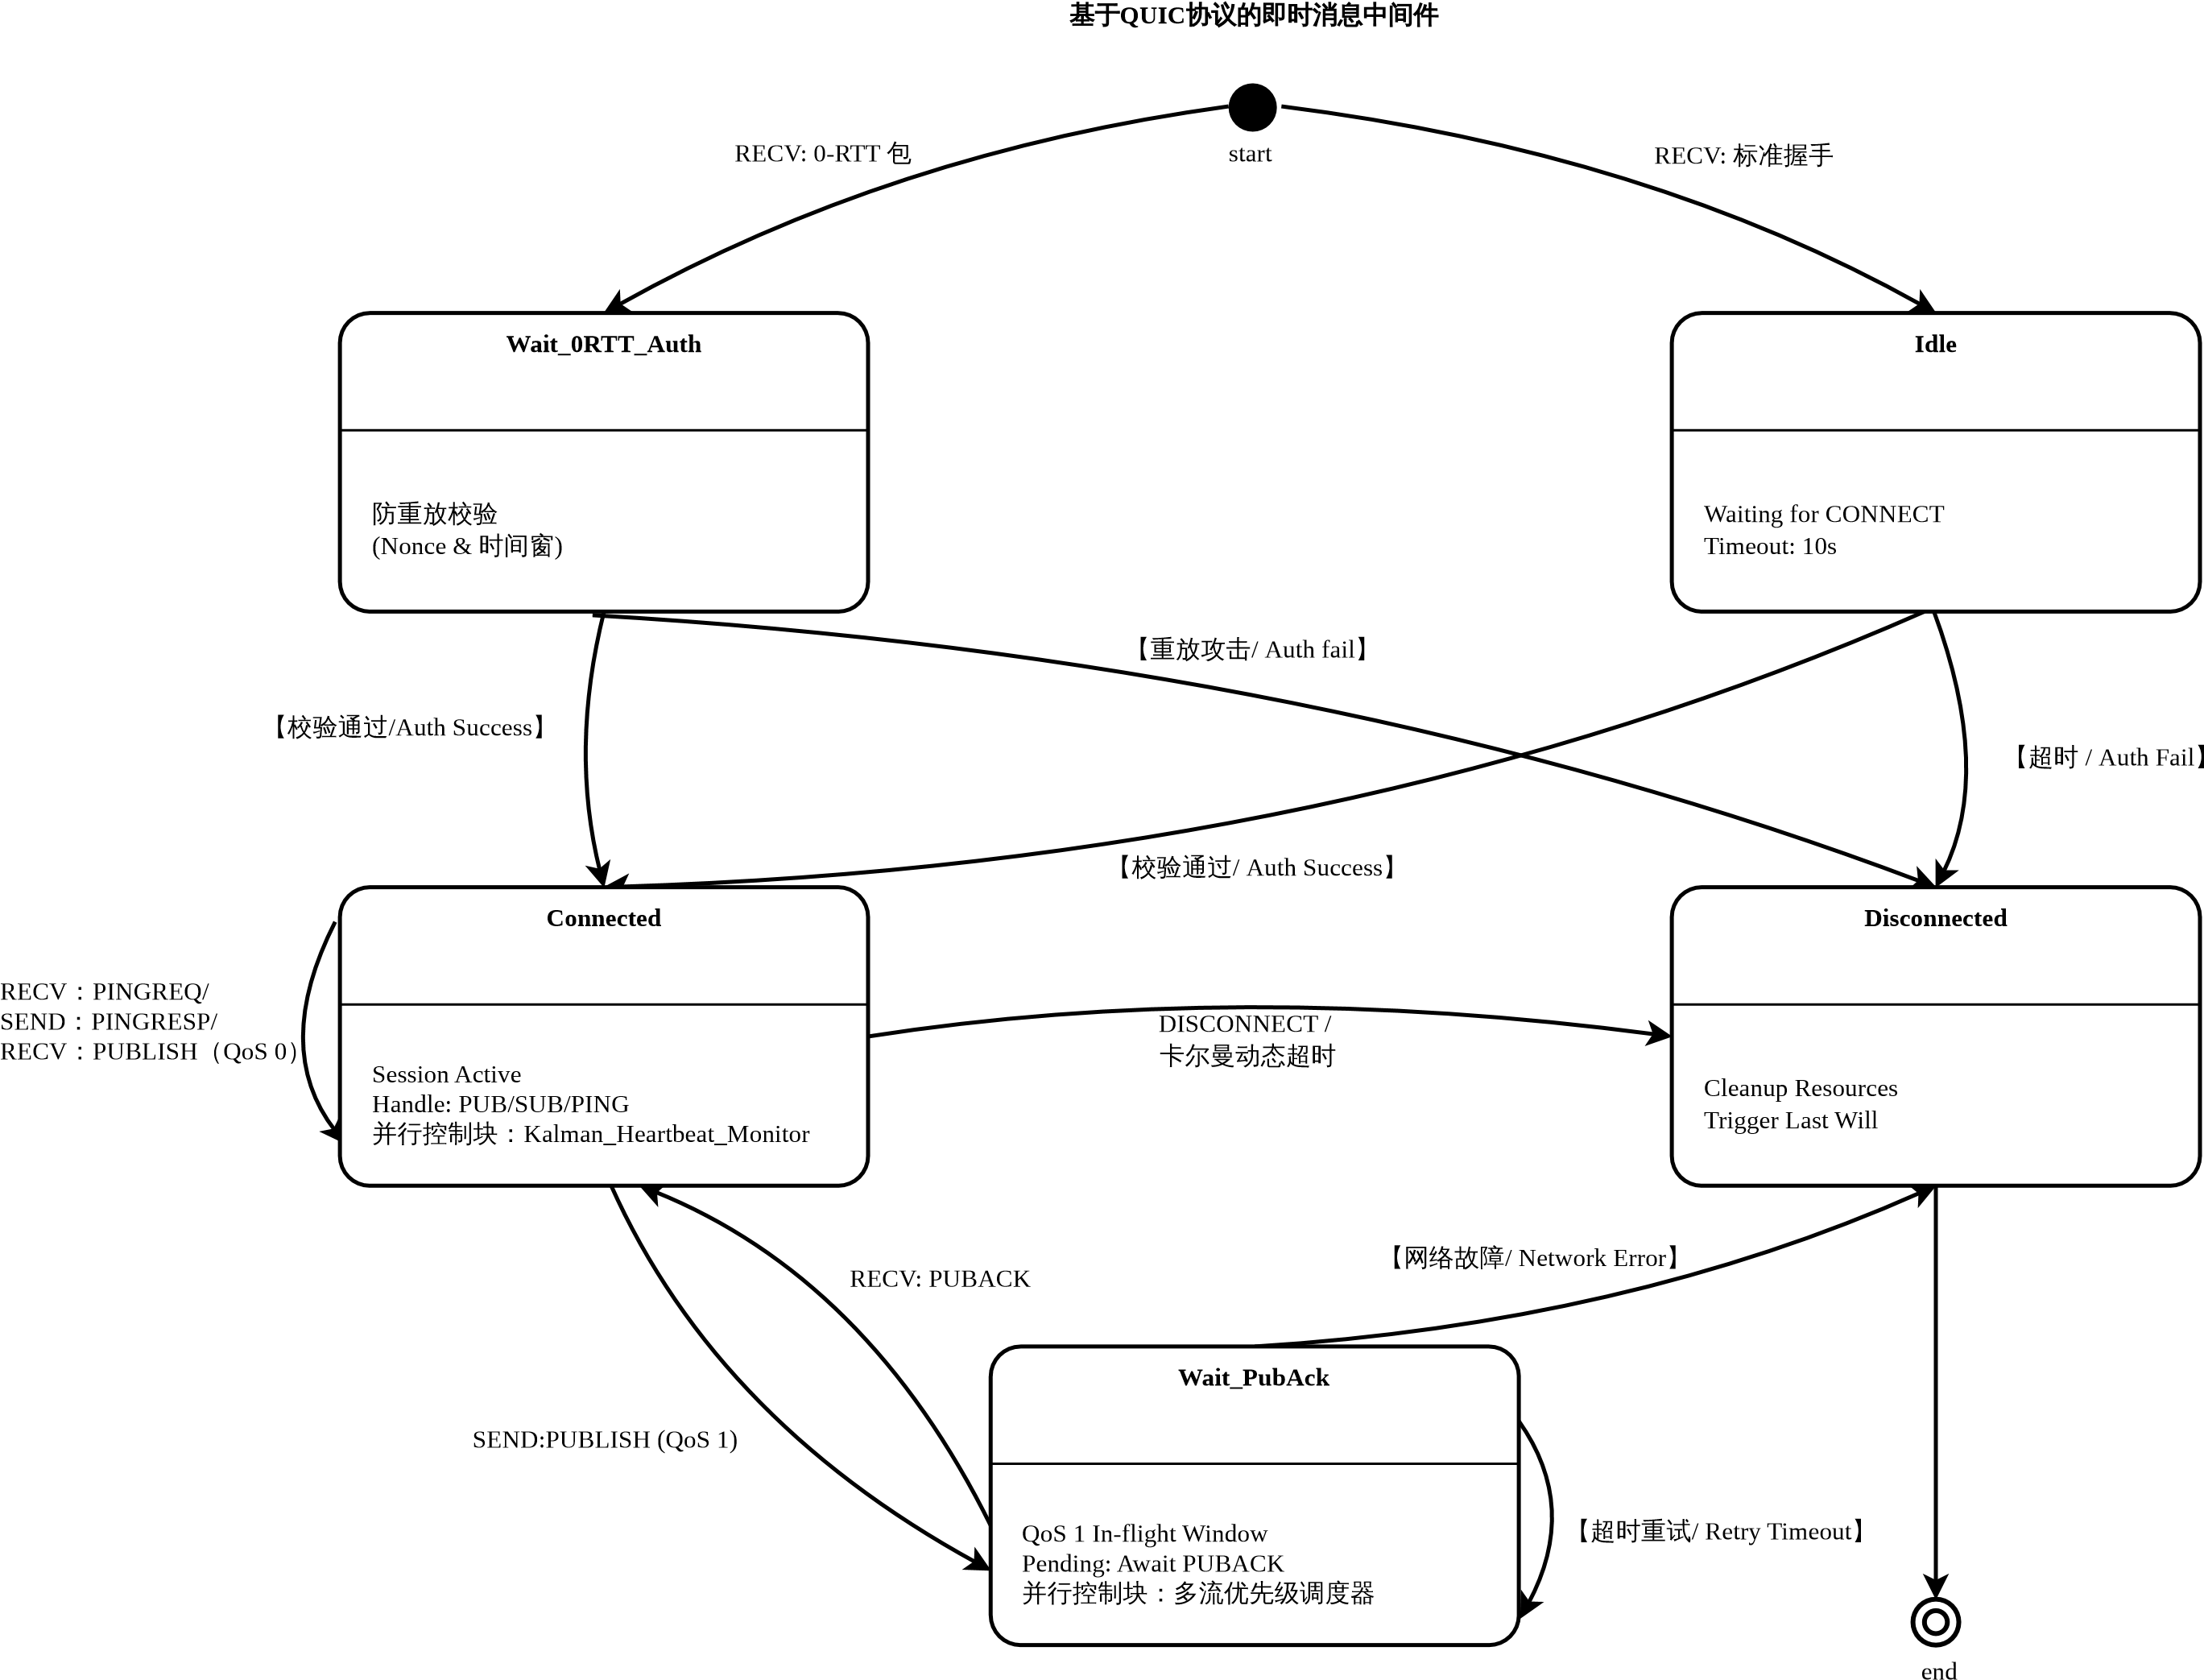 基于QUIC协议的即时消息中间件
start
RECV: 0-RTT 包
RECV: 标准握手
Wait_0RTT_Auth
防重放校验
(Nonce & 时间窗)
Idle
Waiting for CONNECT
Timeout: 10s
【重放攻击/ Auth fail】
【校验通过/Auth Success】
【超时 / Auth Fail】
【校验通过/ Auth Success】
Connected
Session Active
Handle: PUB/SUB/PING
并行控制块：Kalman_Heartbeat_Monitor
RECV：PINGREQ/
SEND：PINGRESP/
RECV：PUBLISH（QoS 0）
DISCONNECT /
卡尔曼动态超时
Disconnected
Cleanup Resources
Trigger Last Will
【网络故障/ Network Error】
RECV: PUBACK
SEND:PUBLISH (QoS 1)
Wait_PubAck
QoS 1 In-flight Window
Pending: Await PUBACK
并行控制块：多流优先级调度器
【超时重试/ Retry Timeout】
end